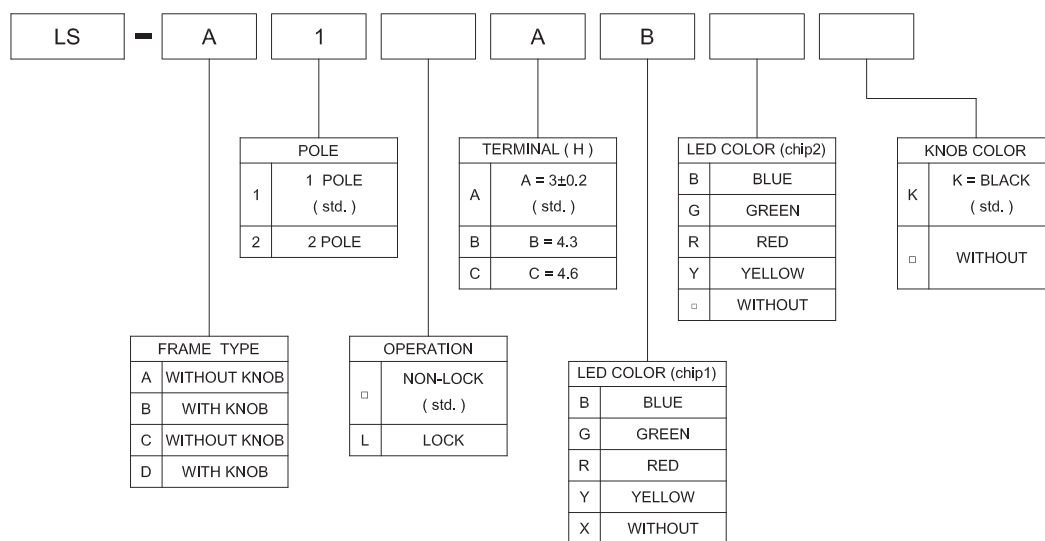 LS - A 1 A B
POLE
1 1 POLE
( std. )
2 2 POLE
TERMINAL ( H )
A A = 3±0.2
( std. )
B B = 4.3
C C = 4.6
LED COLOR (chip2)
B BLUE
G GREEN
R RED
Y YELLOW
□ WITHOUT
KNOB COLOR
K K = BLACK
( std. )
□ WITHOUT
FRAME TYPE
A WITHOUT KNOB
B WITH KNOB
C WITHOUT KNOB
D WITH KNOB
OPERATION
□ NON-LOCK
( std. )
L LOCK
LED COLOR (chip1)
B BLUE
G GREEN
R RED
Y YELLOW
X WITHOUT